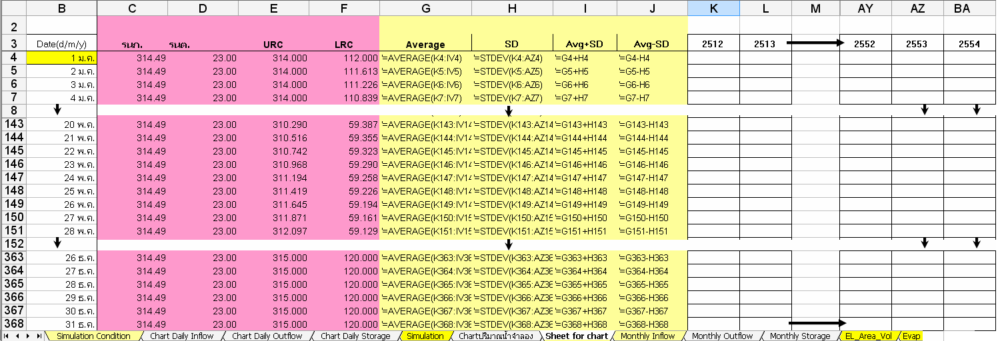 B C D E F G H I J K L M AY AZ BA
2
3 Date(d/m/y) รนก. รนต. URC LRC Average SD Avg+SD Avg-SD 2512 2513 2552 2553 2554
4 1 ม.ค. 314.49 23.00 314.000 112.000 '=AVERAGE(K4:IV4) '=STDEV(K4:AZ4) '=G4+H4 '=G4-H4
5 2 ม.ค. 314.49 23.00 314.000 111.613 '=AVERAGE(K5:IV5) '=STDEV(K5:AZ5) '=G5+H5 '=G5-H5
6 3 ม.ค. 314.49 23.00 314.000 111.226 '=AVERAGE(K6:IV6) '=STDEV(K6:AZ6) '=G6+H6 '=G6-H6
7 4 ม.ค. 314.49 23.00 314.000 110.839 '=AVERAGE(K7:IV7) '=STDEV(K7:AZ7) '=G7+H7 '=G7-H7
8
143 20 พ.ค. 314.49 23.00 310.290 59.387 '=AVERAGE(K143:IV14 '=STDEV(K143:AZ14 '=G143+H143 '=G143-H143
144 21 พ.ค. 314.49 23.00 310.516 59.355 '=AVERAGE(K144:IV14 '=STDEV(K144:AZ14 '=G144+H144 '=G144-H144
145 22 พ.ค. 314.49 23.00 310.742 59.323 '=AVERAGE(K145:IV14 '=STDEV(K145:AZ14 '=G145+H145 '=G145-H145
146 23 พ.ค. 314.49 23.00 310.968 59.290 '=AVERAGE(K146:IV14 '=STDEV(K146:AZ14 '=G146+H146 '=G146-H146
147 24 พ.ค. 314.49 23.00 311.194 59.258 '=AVERAGE(K147:IV14 '=STDEV(K147:AZ14 '=G147+H147 '=G147-H147
148 25 พ.ค. 314.49 23.00 311.419 59.226 '=AVERAGE(K148:IV14 '=STDEV(K148:AZ14 '=G148+H148 '=G148-H148
149 26 พ.ค. 314.49 23.00 311.645 59.194 '=AVERAGE(K149:IV14 '=STDEV(K149:AZ14 '=G149+H149 '=G149-H149
150 27 พ.ค. 314.49 23.00 311.871 59.161 '=AVERAGE(K150:IV15 '=STDEV(K150:AZ15 '=G150+H150 '=G150-H150
151 28 พ.ค. 314.49 23.00 312.097 59.129 '=AVERAGE(K151:IV15 '=STDEV(K151:AZ15 '=G151+H151 '=G151-H151
152
363 26 ธ.ค. 314.49 23.00 315.000 120.000 '=AVERAGE(K363:IV36 '=STDEV(K363:AZ36 '=G363+H363 '=G363-H363
364 27 ธ.ค. 314.49 23.00 315.000 120.000 '=AVERAGE(K364:IV36 '=STDEV(K364:AZ36 '=G364+H364 '=G364-H364
365 28 ธ.ค. 314.49 23.00 315.000 120.000 '=AVERAGE(K365:IV36 '=STDEV(K365:AZ36 '=G365+H365 '=G365-H365
366 29 ธ.ค. 314.49 23.00 315.000 120.000 '=AVERAGE(K366:IV36 '=STDEV(K366:AZ36 '=G366+H366 '=G366-H366
367 30 ธ.ค. 314.49 23.00 315.000 120.000 '=AVERAGE(K367:IV36 '=STDEV(K367:AZ36 '=G367+H367 '=G367-H367
368 31 ธ.ค. 314.49 23.00 315.000 120.000 '=AVERAGE(K368:IV36 '=STDEV(K368:AZ36 '=G368+H368 '=G368-H368
Simulation Condition Chart Daily Inflow Chart Daily Outflow Chart Daily Storage Simulation Chartปริมาณน้ำจำลอง Sheet for chart Monthly Inflow Monthly Outflow Monthly Storage EL_Area_Vol Evap